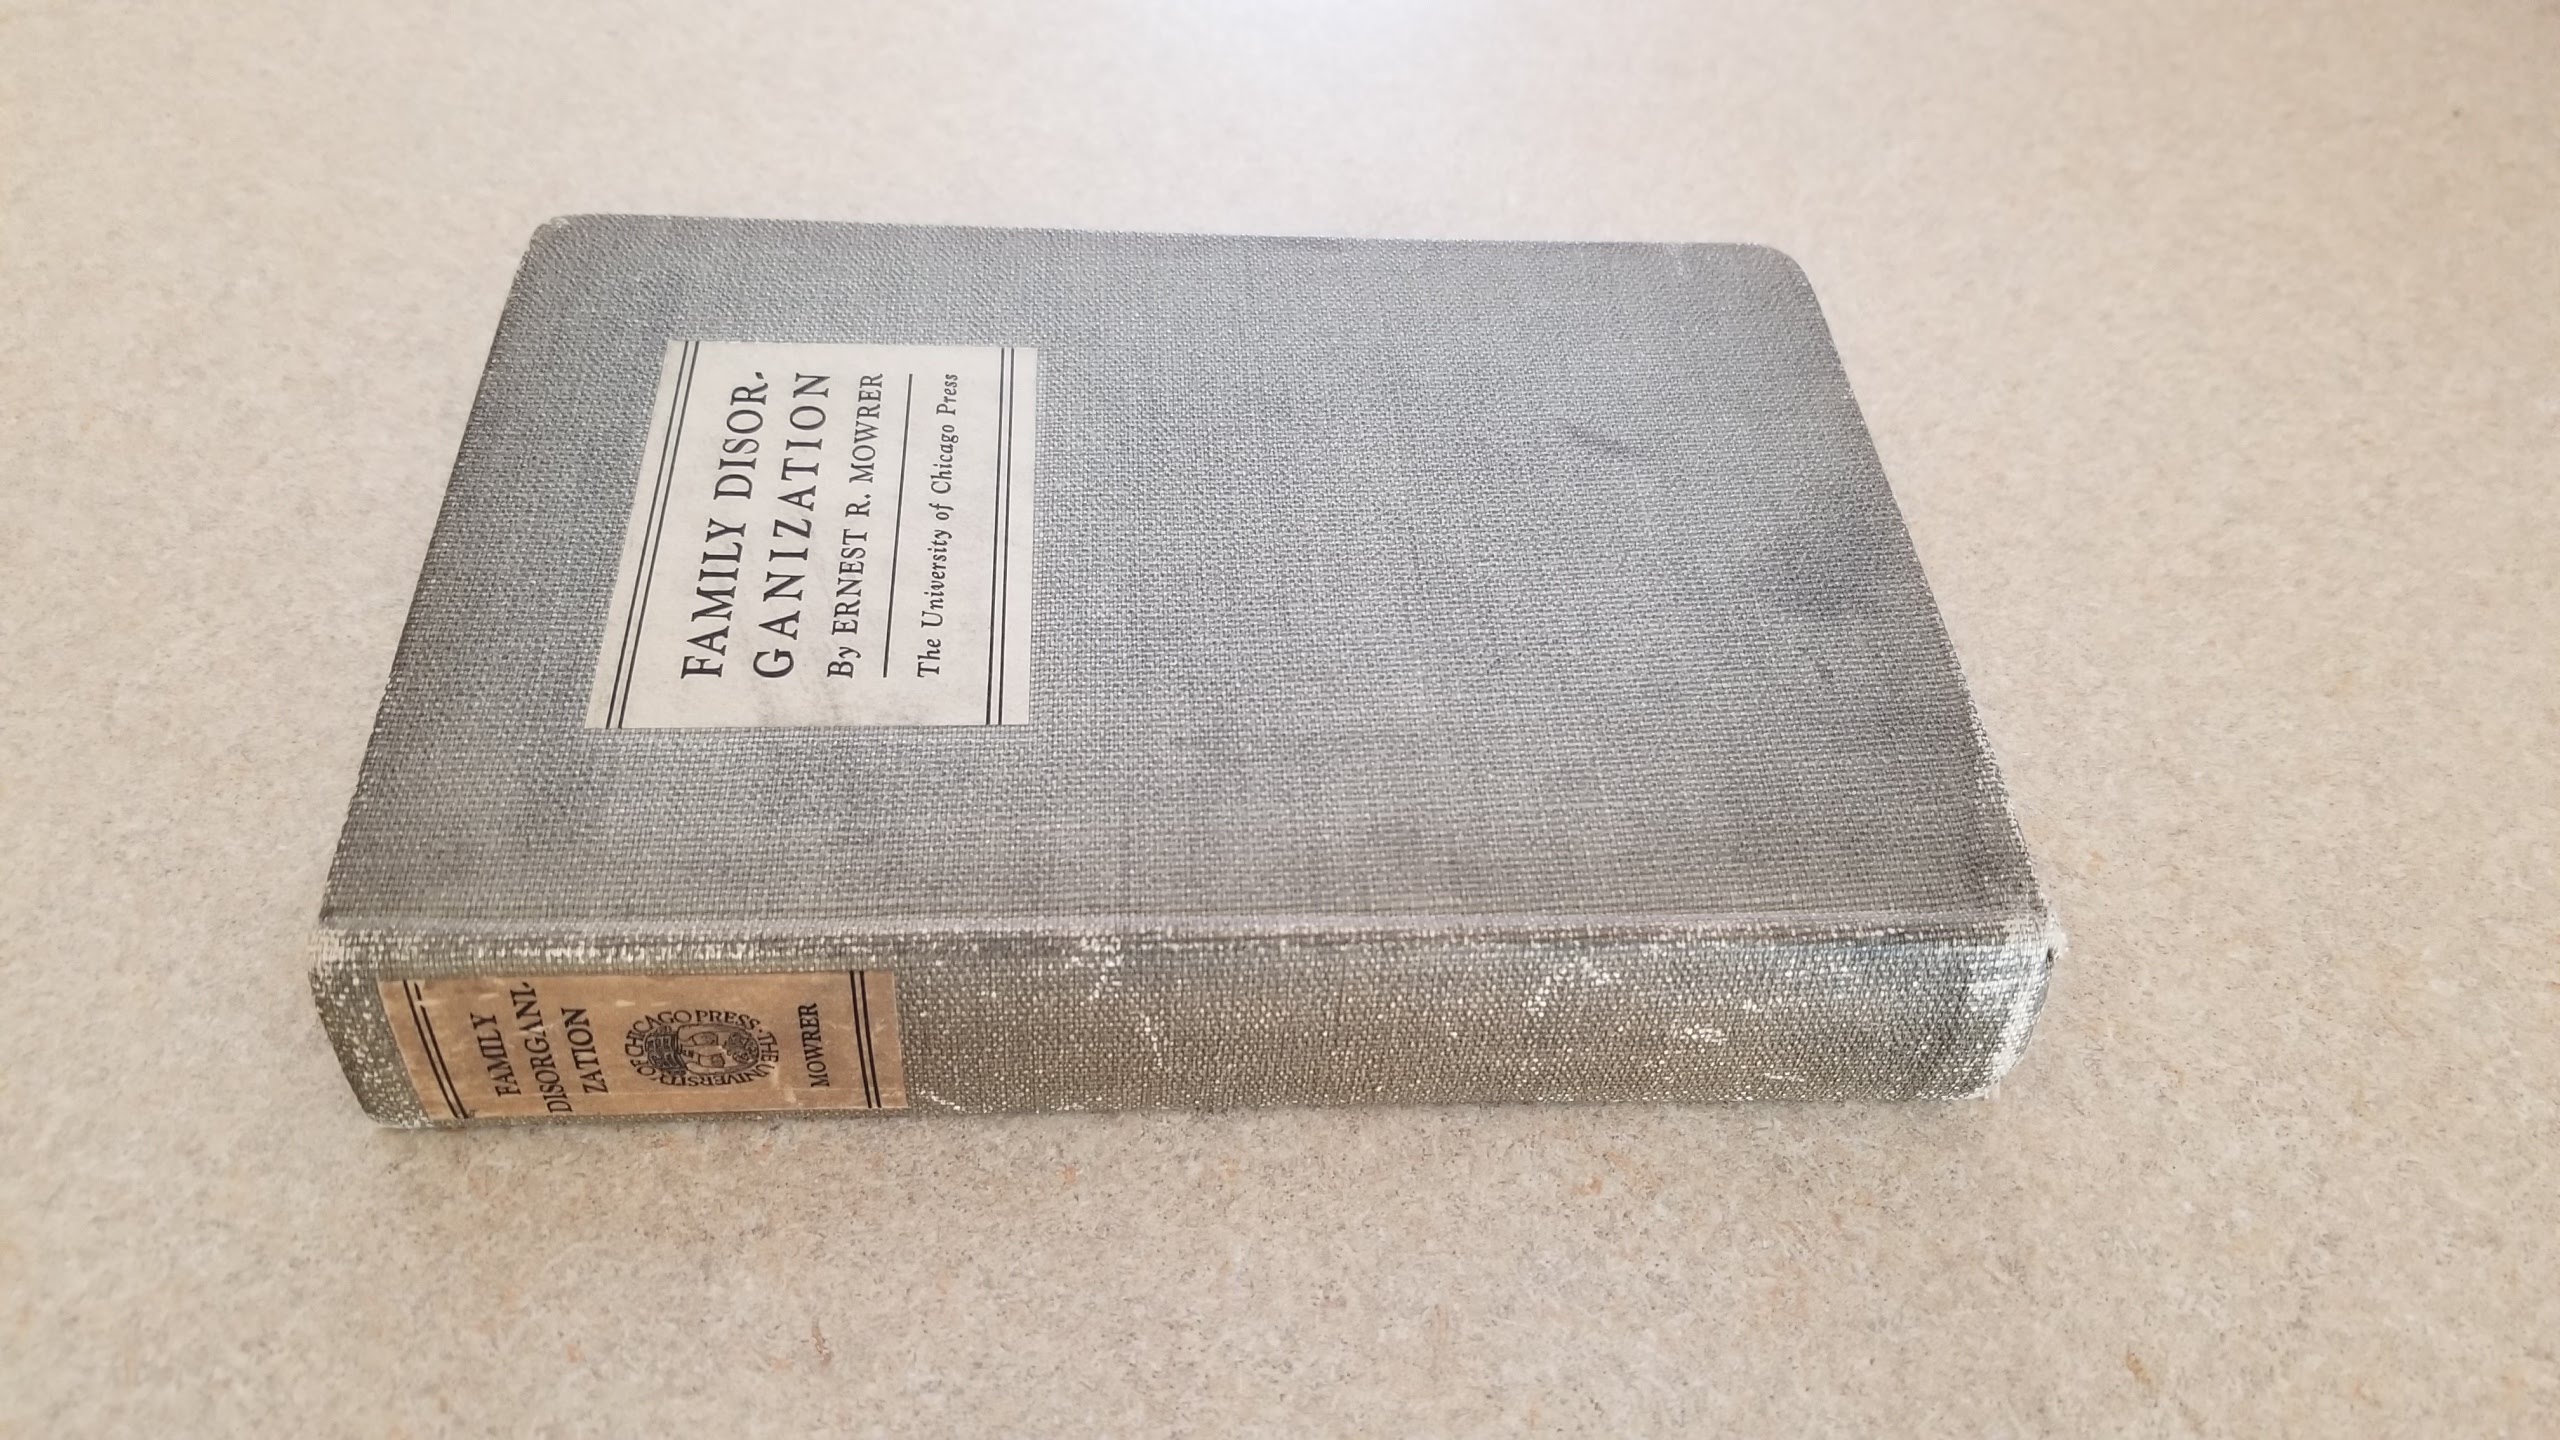 FAMILY DISOR-
GANIZATION
By ERNEST R. MOWRER
The University of Chicago Press
FAMILY
DISORGANI-
ZATION
THE UNIVERSITY OF CHICAGO PRESS
MOWRER